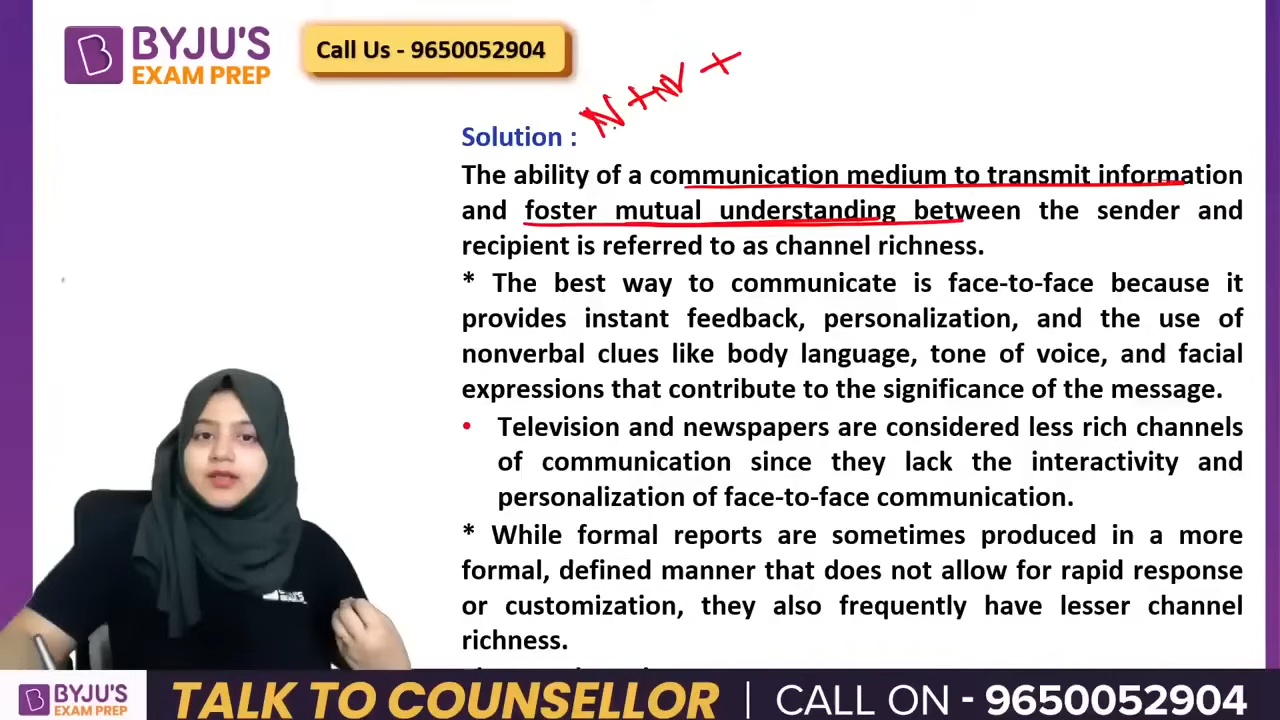 BYJU'S
EXAM PREP
Call Us - 9650052904
Solution :
The ability of a communication medium to transmit information
and foster mutual understanding between the sender and
recipient is referred to as channel richness.
* The best way to communicate is face-to-face because it
provides instant feedback, personalization, and the use of
nonverbal clues like body language, tone of voice, and facial
expressions that contribute to the significance of the message.
• Television and newspapers are considered less rich channels
of communication since they lack the interactivity and
personalization of face-to-face communication.
* While formal reports are sometimes produced in a more
formal, defined manner that does not allow for rapid response
or customization, they also frequently have lesser channel
richness.
BYJU'S
EXAM PREP
TALK TO COUNSELLOR | CALL ON - 9650052904